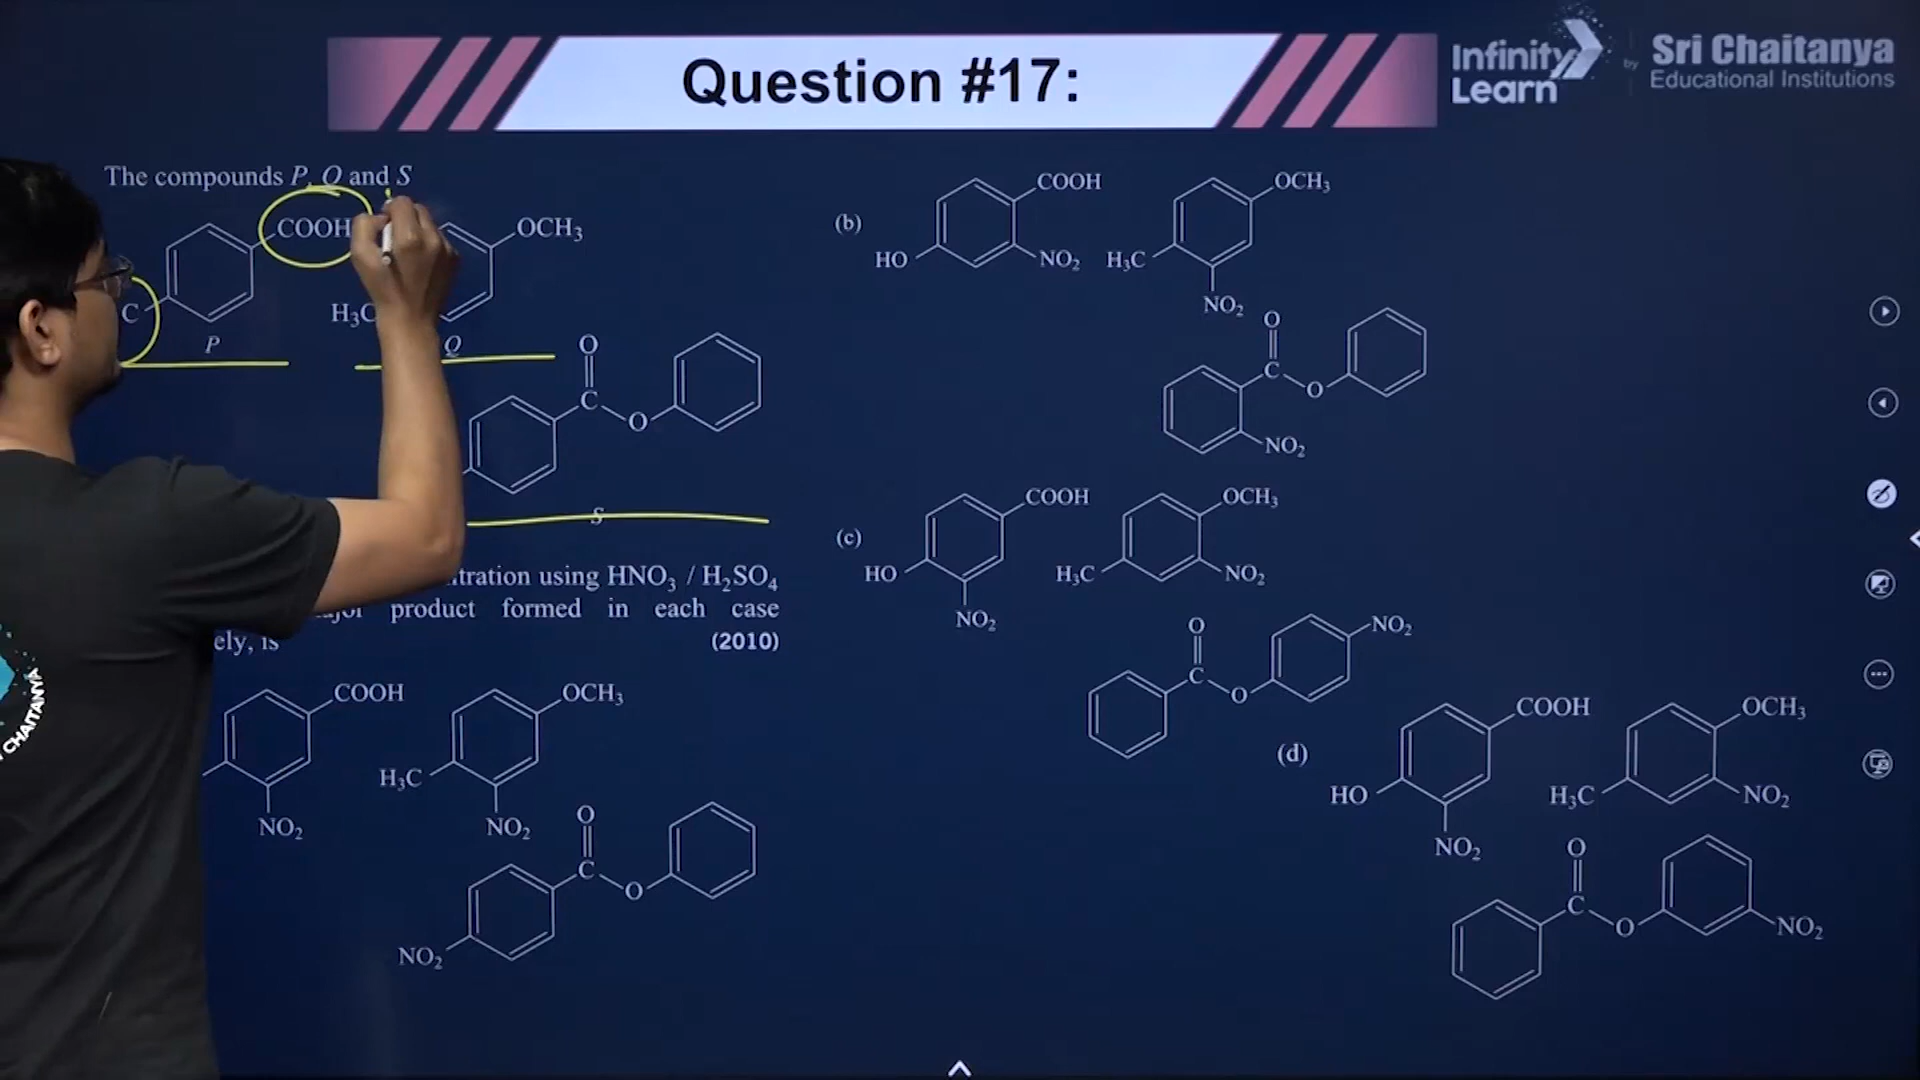 Question #17:
Infinity Learn
by
Sri Chaitanya
Educational Institutions
The compounds P, Q and S
COOH
OCH3
C
H3C
P
Q
O
C
O
S
tration using HNO3 / H2SO4
product formed in each case
ely, is (2010)
COOH
OCH3
H3C
NO2
NO2
O
C
O
NO2
(b)
COOH
HO
NO2
OCH3
H3C
NO2
O
C
O
NO2
(c)
COOH
HO
NO2
OCH3
H3C
NO2
O
C
O
NO2
(d)
COOH
HO
NO2
OCH3
H3C
NO2
O
C
O
NO2
CHAITANYA